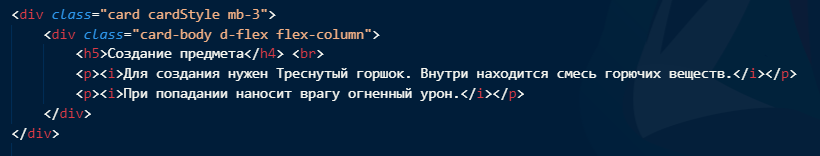 <div class="card cardStyle mb-3">
<div class="card-body d-flex flex-column">
<h5>Создание предмета</h4> <br>
<p><i>Для создания нужен Треснутый горшок. Внутри находится смесь горючих веществ.</i></p>
<p><i>При попадании наносит врагу огненный урон.</i></p>
</div>
</div>